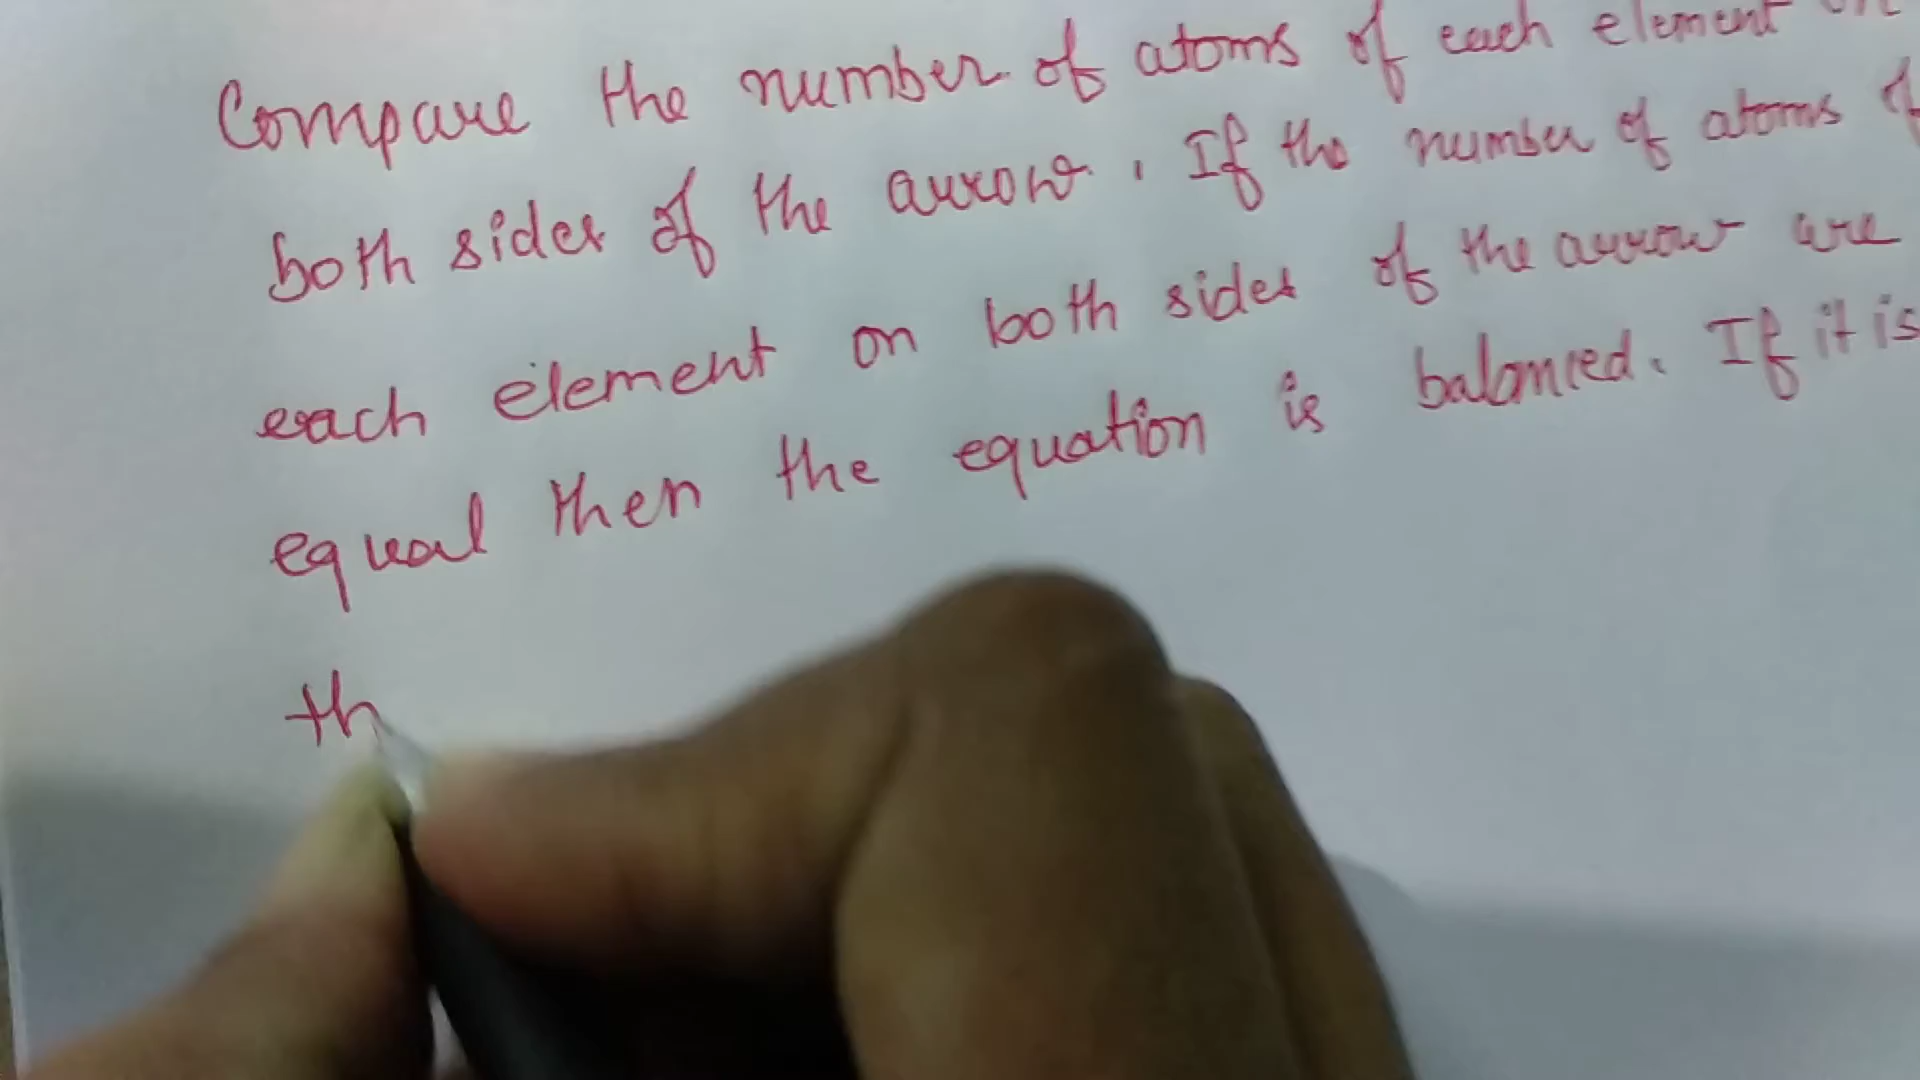 Compare the number of atoms of each element on
both sides of the arrow. If the number of atoms of
each element on both sides of the arrow are
equal then the equation is balanced. If it is
th